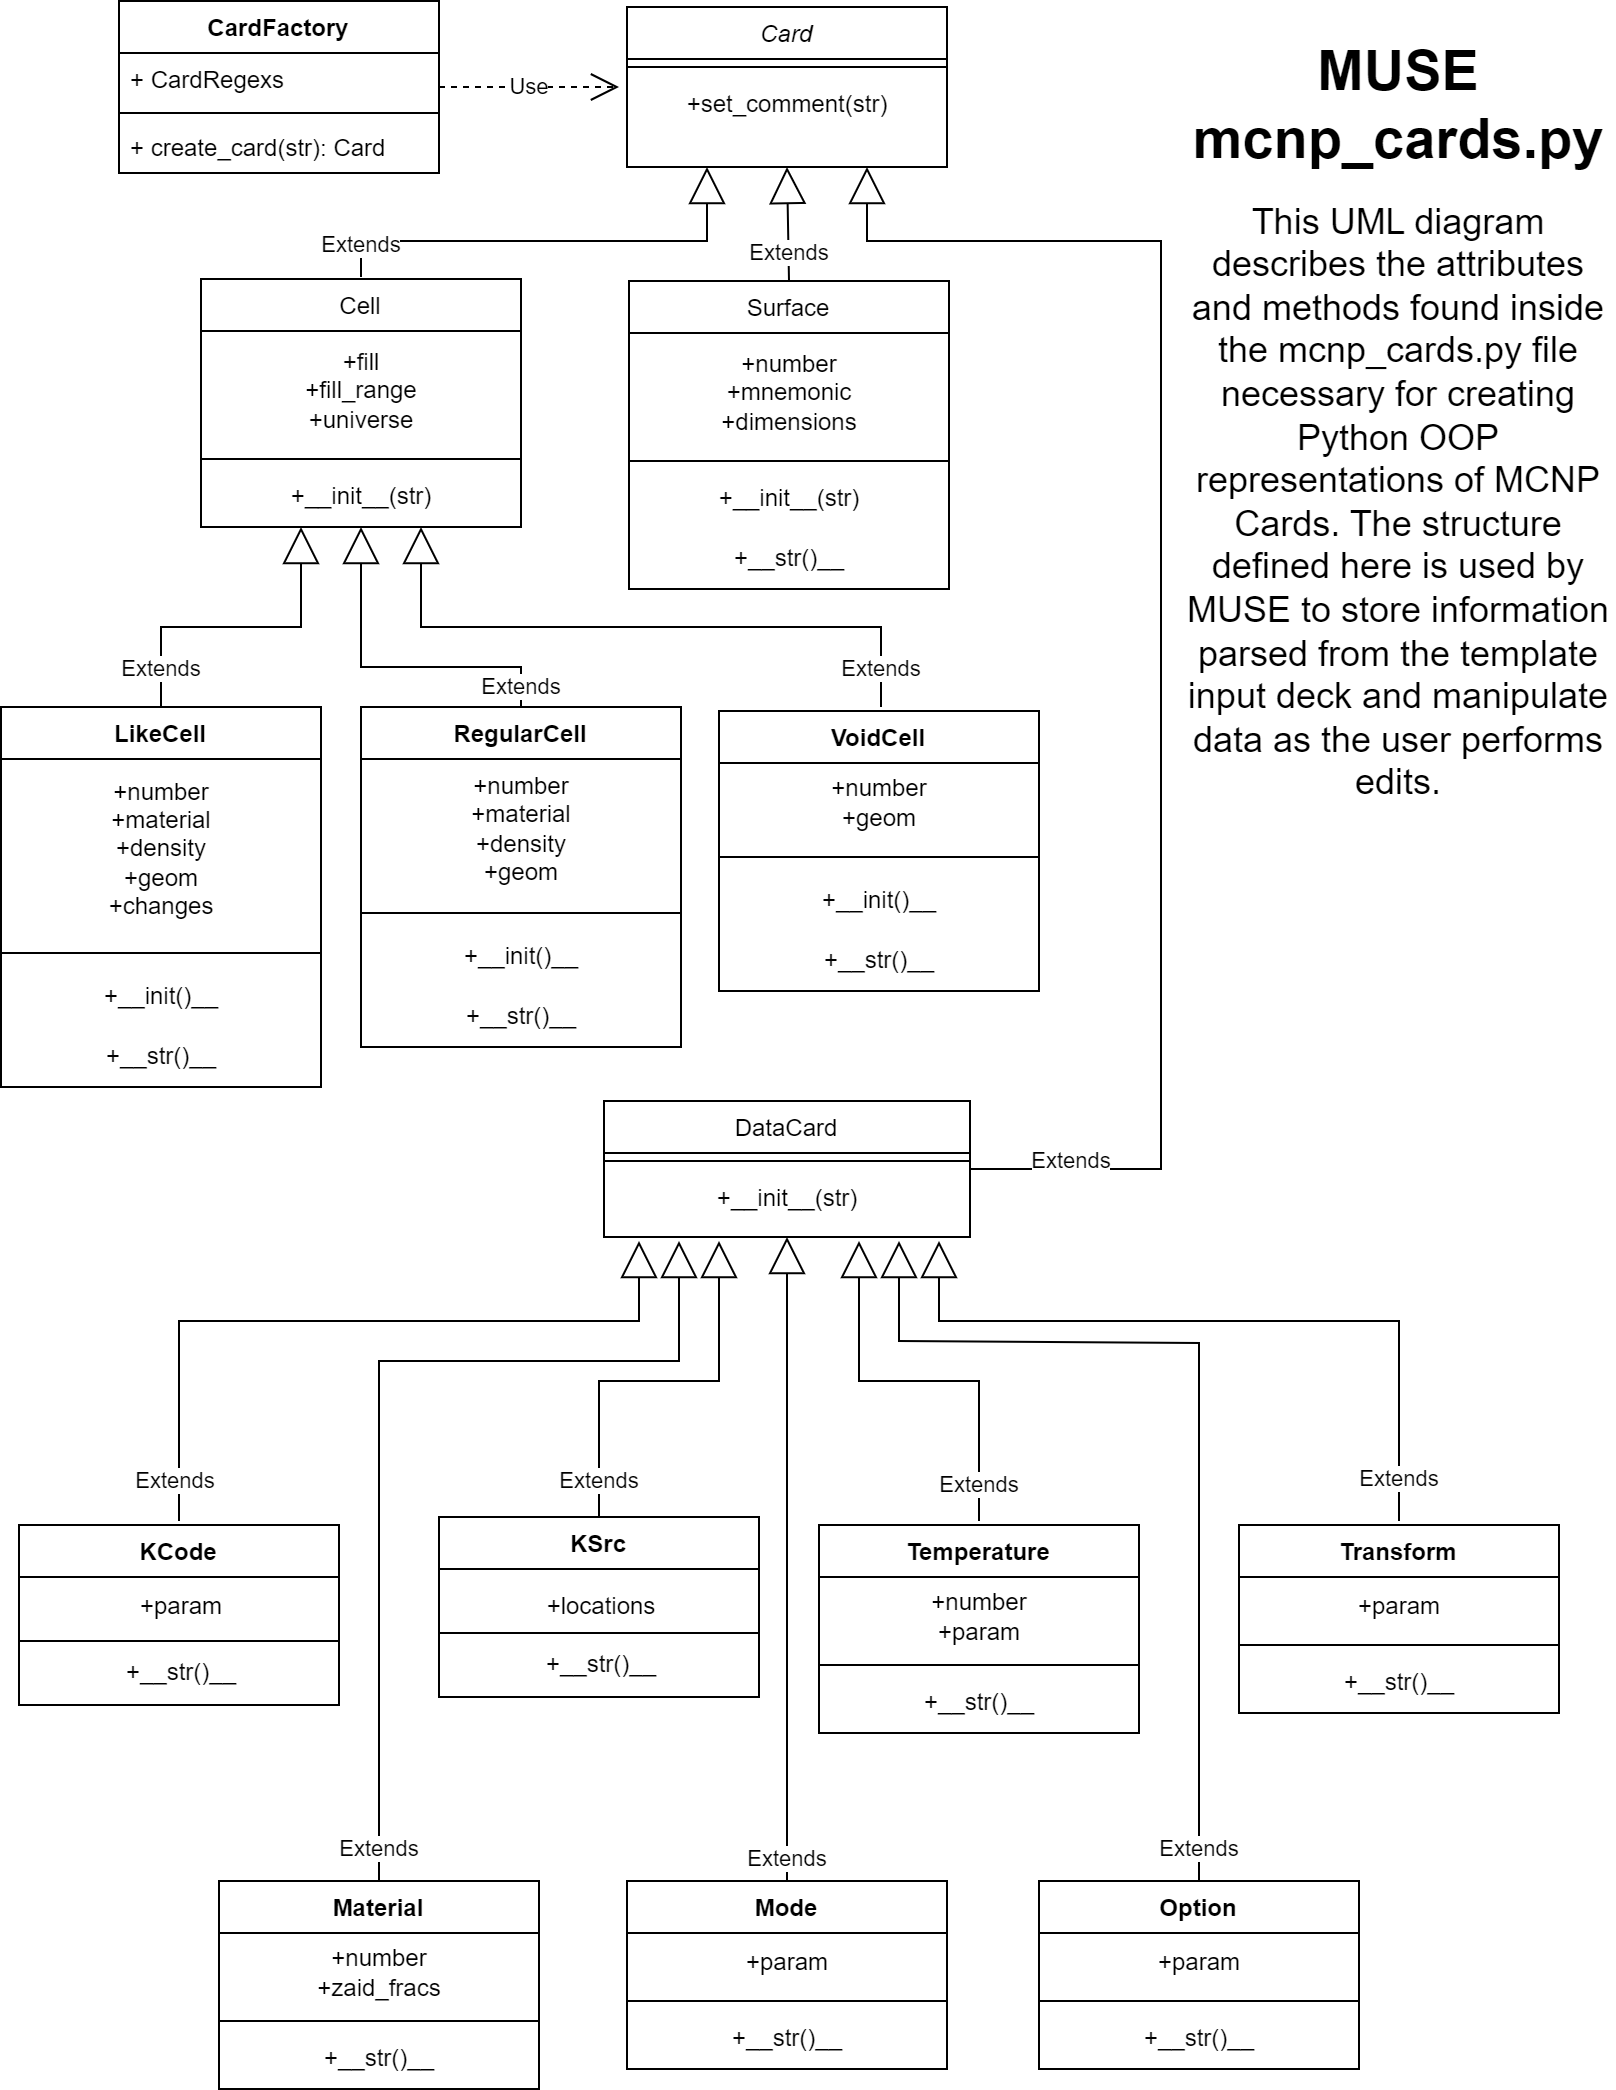 CardFactory
+ CardRegexs
+ create_card(str): Card
Use
Card
+set_comment(str)
MUSE
mcnp_cards.py
This UML diagram
describes the attributes
and methods found inside
the mcnp_cards.py file
necessary for creating
Python OOP
representations of MCNP
Cards. The structure
defined here is used by
MUSE to store information
parsed from the template
input deck and manipulate
data as the user performs
edits.
Extends
Extends
Cell
+fill
+fill_range
+universe
+__init__(str)
Surface
+number
+mnemonic
+dimensions
+__init__(str)
+__str()__
Extends
Extends
Extends
LikeCell
+number
+material
+density
+geom
+changes
+__init()__
+__str()__
RegularCell
+number
+material
+density
+geom
+__init()__
+__str()__
VoidCell
+number
+geom
+__init()__
+__str()__
DataCard
+__init__(str)
Extends
Extends
Extends
Extends
Extends
KCode
+param
+__str()__
KSrc
+locations
+__str()__
Temperature
+number
+param
+__str()__
Transform
+param
+__str()__
Extends
Extends
Extends
Material
+number
+zaid_fracs
+__str()__
Mode
+param
+__str()__
Option
+param
+__str()__